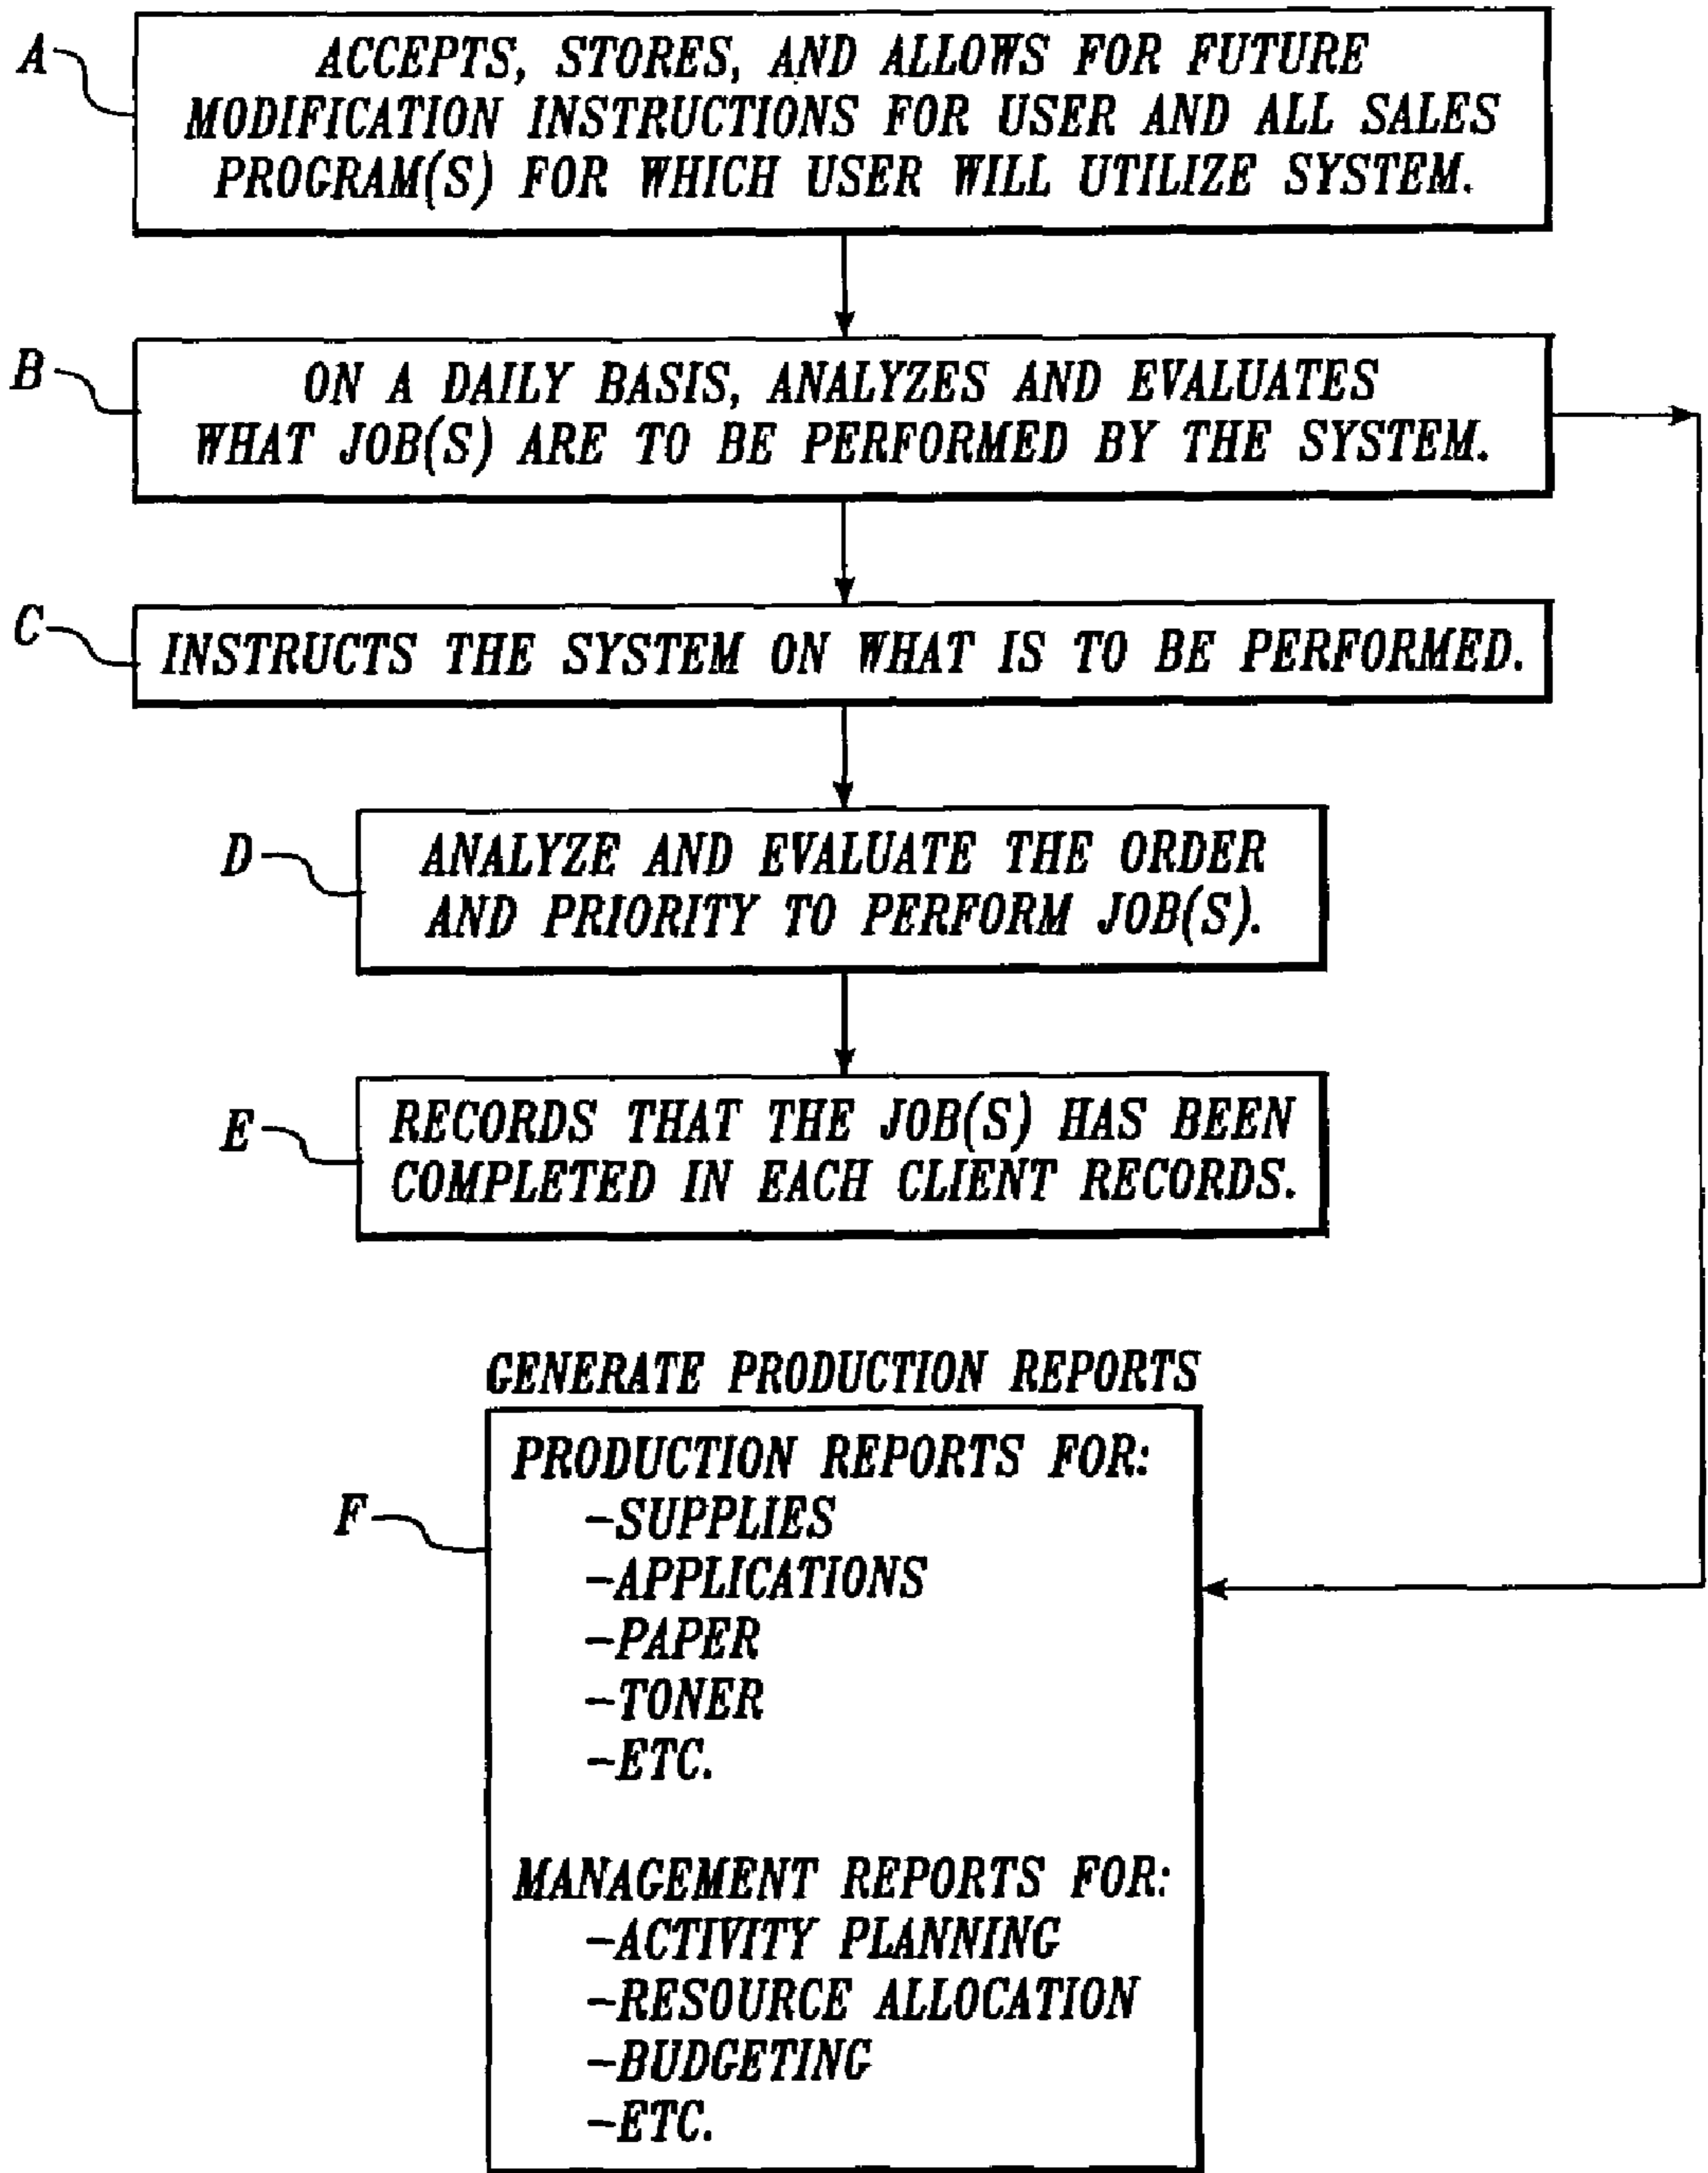 A
ACCEPTS, STORES, AND ALLOWS FOR FUTURE
MODIFICATION INSTRUCTIONS FOR USER AND ALL SALES
PROGRAM(S) FOR WHICH USER WILL UTILIZE SYSTEM.
B
ON A DAILY BASIS, ANALYZES AND EVALUATES
WHAT JOB(S) ARE TO BE PERFORMED BY THE SYSTEM.
C
INSTRUCTS THE SYSTEM ON WHAT IS TO BE PERFORMED.
D
ANALYZE AND EVALUATE THE ORDER
AND PRIORITY TO PERFORM JOB(S).
E
RECORDS THAT THE JOB(S) HAS BEEN
COMPLETED IN EACH CLIENT RECORDS.
GENERATE PRODUCTION REPORTS
F
PRODUCTION REPORTS FOR:
-SUPPLIES
-APPLICATIONS
-PAPER
-TONER
-ETC.
MANAGEMENT REPORTS FOR:
-ACTIVITY PLANNING
-RESOURCE ALLOCATION
-BUDGETING
-ETC.